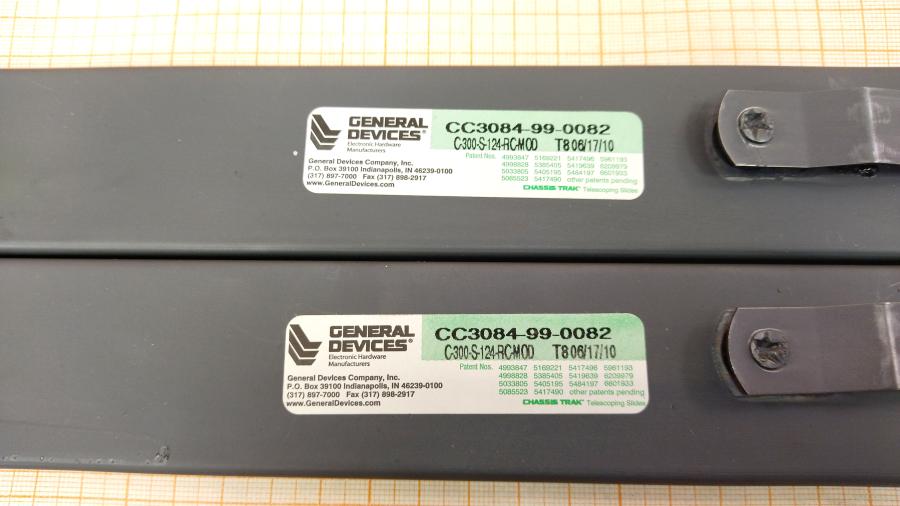 GENERAL
DEVICES®
Electronic Hardware
Manufacturers
General Devices Company, Inc.
P.O. Box 39100 Indianapolis, IN 46239-0100
(317) 897-7000 Fax (317) 898-2917
www.GeneralDevices.com
CC3084-99-0082
C-300-S-124-RC-MOD T8 06/17/10
Patent Nos. 4993847 5169221 5417496 5961193
4998828 5385405 5419639 6209979
5033805 5405195 5484197 6601933
5085523 5417490 other patents pending
CHASSIS TRAK® Telescoping Slides
GENERAL
DEVICES®
Electronic Hardware
Manufacturers
General Devices Company, Inc.
P.O. Box 39100 Indianapolis, IN 46239-0100
(317) 897-7000 Fax (317) 898-2917
www.GeneralDevices.com
CC3084-99-0082
C-300-S-124-RC-MOD T8 06/17/10
Patent Nos. 4993847 5169221 5417496 5961193
4998828 5385405 5419639 6209979
5033805 5405195 5484197 6601933
5085523 5417490 other patents pending
CHASSIS TRAK® Telescoping Slides